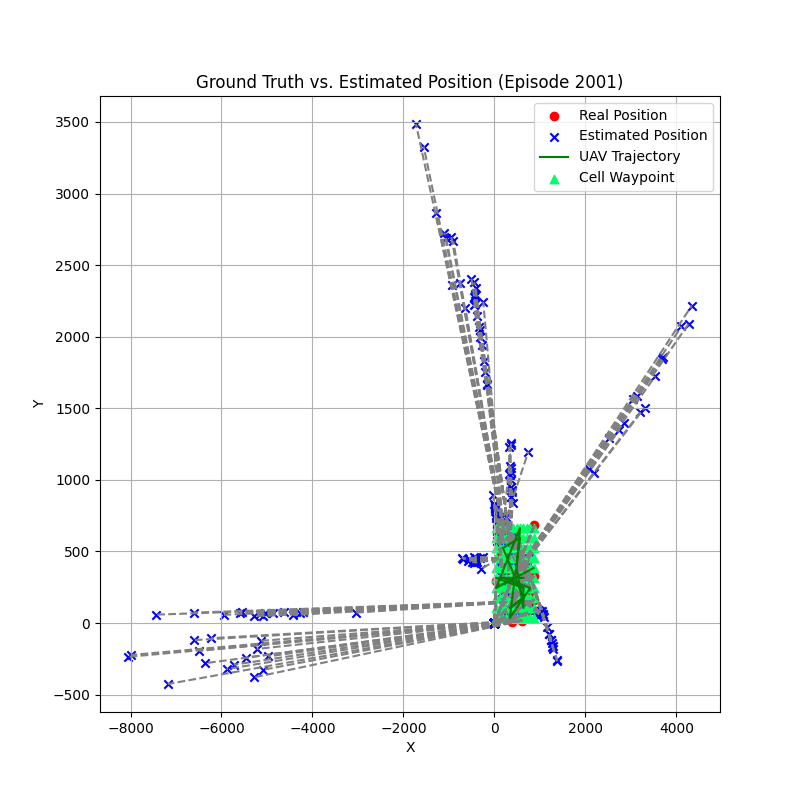 Ground Truth vs. Estimated Position (Episode 2001)
Real Position
Estimated Position
UAV Trajectory
Cell Waypoint
3500
3000
2500
2000
1500
1000
500
0
−500
Y
−8000 −6000 −4000 −2000 0 2000 4000
X